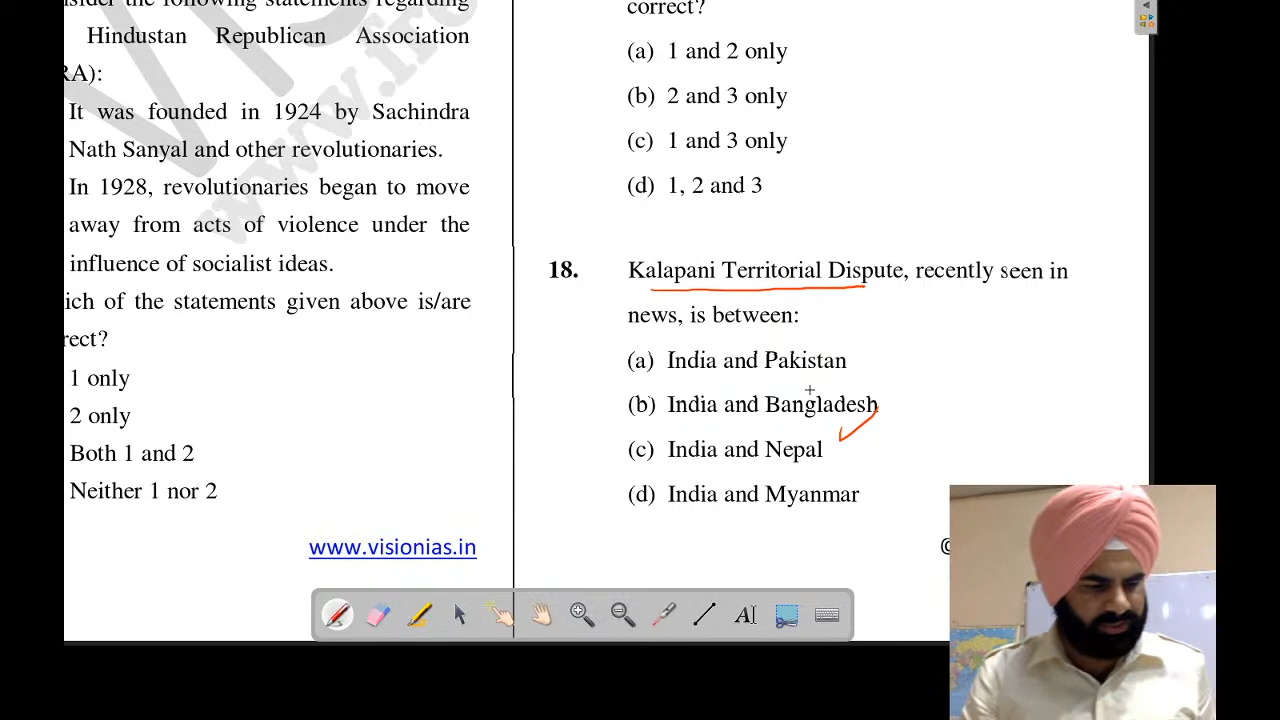 sider the following statements regarding
Hindustan Republican Association
RA):
It was founded in 1924 by Sachindra
Nath Sanyal and other revolutionaries.
In 1928, revolutionaries began to move
away from acts of violence under the
influence of socialist ideas.
ich of the statements given above is/are
rect?
1 only
2 only
Both 1 and 2
Neither 1 nor 2
www.visionias.in
correct?
(a) 1 and 2 only
(b) 2 and 3 only
(c) 1 and 3 only
(d) 1, 2 and 3
18. Kalapani Territorial Dispute, recently seen in
news, is between:
(a) India and Pakistan
(b) India and Bangladesh
(c) India and Nepal
(d) India and Myanmar
©